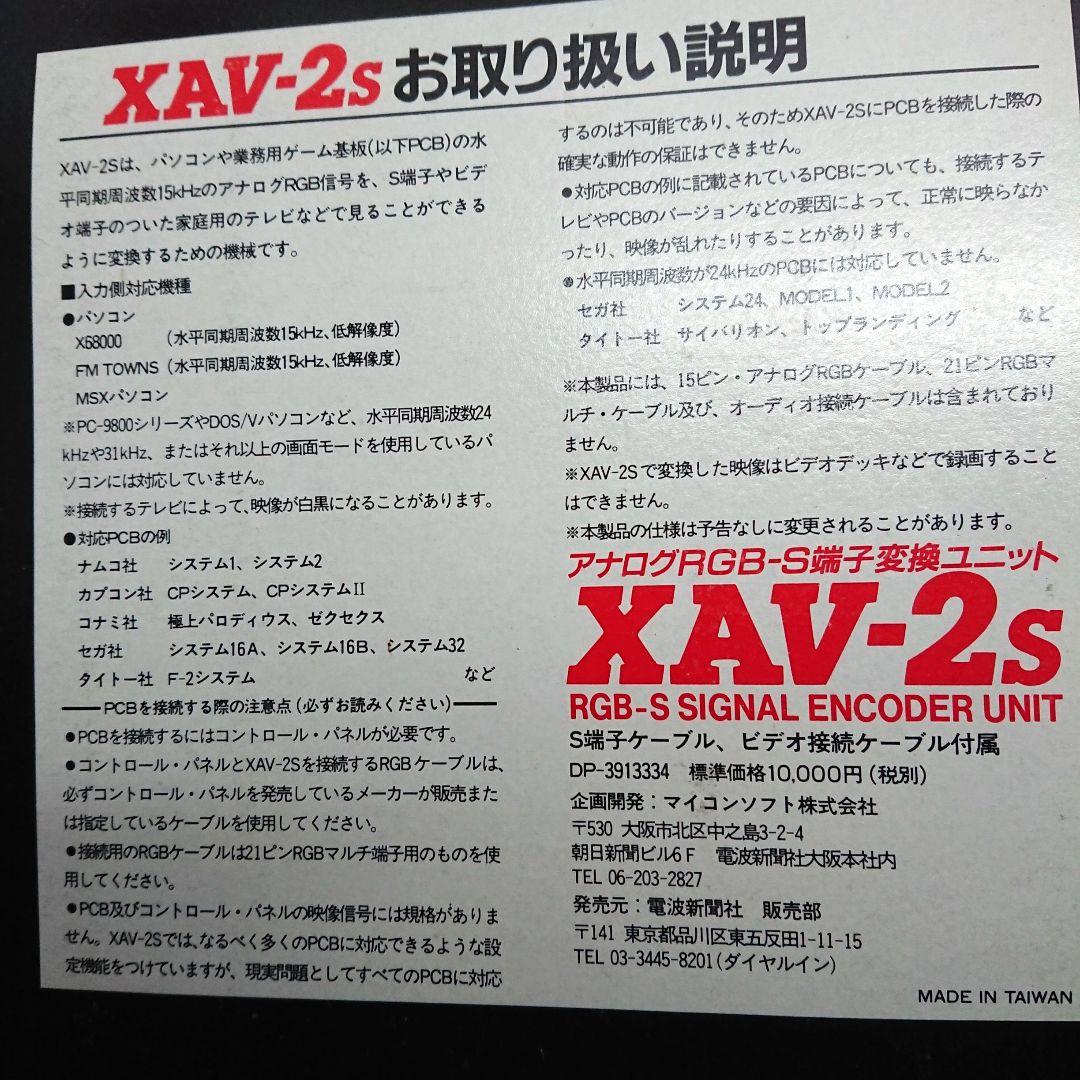 XAV-2s お取り扱い説明
XAV-2Sは、パソコンや業務用ゲーム基板(以下PCB)の水
平同期周波数15kHzのアナログRGB信号を、S端子やビデ
オ端子のついた家庭用のテレビなどで見ることができる
ように変換するための機械です。
■入力側対応機種
●パソコン
X68000 (水平同期周波数15kHz、低解像度)
FM TOWNS (水平同期周波数15kHz、低解像度)
MSXパソコン
※PC-9800シリーズやDOS/Vパソコンなど、水平同期周波数24
kHzや31kHz、またはそれ以上の画面モードを使用しているパ
ソコンには対応していません。
※接続するテレビによって、映像が白黒になることがあります。
●対応PCBの例
ナムコ社 システム1、システム2
カプコン社 CPシステム、CPシステムII
コナミ社 極上パロディウス、ゼクセクス
セガ社 システム16A、システム16B、システム32
タイトー社 F-2システム など
PCBを接続する際の注意点(必ずお読みください)
●PCBを接続するにはコントロール・パネルが必要です。
●コントロール・パネルとXAV-2Sを接続するRGBケーブルは、
必ずコントロール・パネルを発売しているメーカーが販売また
は指定しているケーブルを使用してください。
●接続用のRGBケーブルは21ピンRGBマルチ端子用のものを使
用してください。
●PCB及びコントロール・パネルの映像信号には規格がありま
せん。XAV-2Sでは、なるべく多くのPCBに対応できるような設
定機能をつけていますが、現実問題としてすべてのPCBに対応
するのは不可能であり、そのためXAV-2SにPCBを接続した際の
確実な動作の保証はできません。
●対応PCBの例に記載されているPCBについても、接続するテ
レビやPCBのバージョンなどの要因によって、正常に映らなか
ったり、映像が乱れたりすることがあります。
●水平同期周波数が24kHzのPCBには対応していません。
セガ社 システム24、MODEL1、MODEL2
タイトー社 サイバリオン、トップランディング など
※本製品には、15ピン・アナログRGBケーブル、21ピンRGBマ
ルチ・ケーブル及び、オーディオ接続ケーブルは含まれており
ません。
※XAV-2Sで変換した映像はビデオデッキなどで録画すること
はできません。
※本製品の仕様は予告なしに変更されることがあります。
アナログRGB-S端子変換ユニット
XAV-2s
RGB-S SIGNAL ENCODER UNIT
S端子ケーブル、ビデオ接続ケーブル付属
DP-3913334 標準価格10,000円(税別)
企画開発:マイコンソフト株式会社
〒530 大阪市北区中之島3-2-4
朝日新聞ビル6F 電波新聞社大阪本社内
TEL 06-203-2827
発売元:電波新聞社 販売部
〒141 東京都品川区東五反田1-11-15
TEL 03-3445-8201(ダイヤルイン)
MADE IN TAIWAN